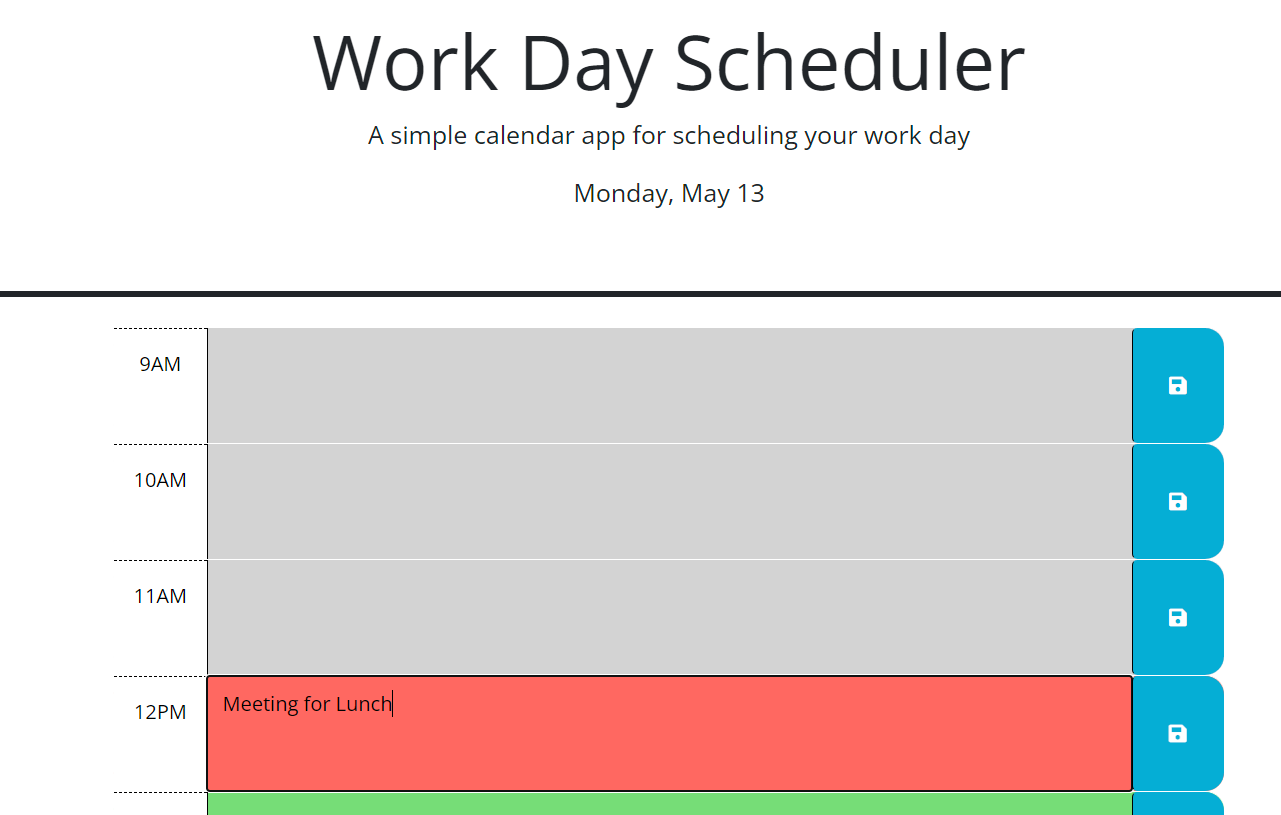 Work Day Scheduler
A simple calendar app for scheduling your work day
Monday, May 13
9AM
10AM
11AM
12PM
Meeting for Lunch